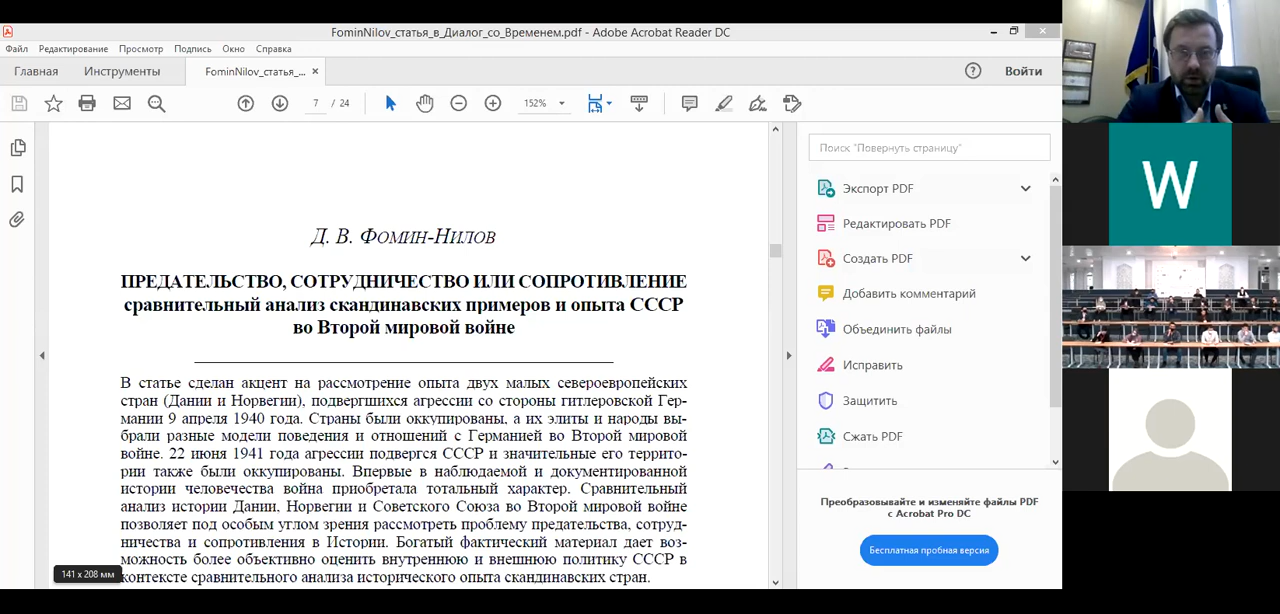 FominNilov_статья_в_Диалог_со_Временем.pdf - Adobe Acrobat Reader DC
Файл Редактирование Просмотр Подпись Окно Справка
Главная Инструменты FominNilov_статья_... × Войти
7 / 24 152%
Поиск "Повернуть страницу"
Экспорт PDF
Редактировать PDF
Создать PDF
Добавить комментарий
Объединить файлы
Исправить
Защитить
Сжать PDF
Преобразовывайте и изменяйте файлы PDF
с Acrobat Pro DC
Бесплатная пробная версия
Д. В. ФОМИН-НИЛОВ
ПРЕДАТЕЛЬСТВО, СОТРУДНИЧЕСТВО ИЛИ СОПРОТИВЛЕНИЕ
сравнительный анализ скандинавских примеров и опыта СССР
во Второй мировой войне
В статье сделан акцент на рассмотрение опыта двух малых североевропейских
стран (Дании и Норвегии), подвергшихся агрессии со стороны гитлеровской Гер-
мании 9 апреля 1940 года. Страны были оккупированы, а их элиты и народы вы-
брали разные модели поведения и отношений с Германией во Второй мировой
войне. 22 июня 1941 года агрессии подвергся СССР и значительные его террито-
рии также были оккупированы. Впервые в наблюдаемой и документированной
истории человечества война приобретала тотальный характер. Сравнительный
анализ истории Дании, Норвегии и Советского Союза во Второй мировой войне
позволяет под особым углом зрения рассмотреть проблему предательства, сотруд-
ничества и сопротивления в Истории. Богатый фактический материал дает воз-
можность более объективно оценить внутреннюю и внешнюю политику СССР в
контексте сравнительного анализа исторического опыта скандинавских стран.
141 x 208 мм
W